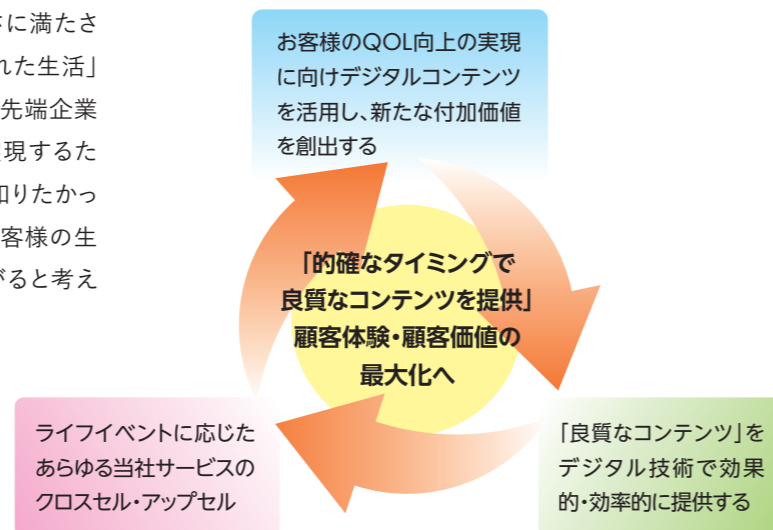 に満たさ
れた生活」
先端企業
現するた
知りたかっ
客様の生
がると考え
お客様のQOL向上の実現
に向けデジタルコンテンツ
を活用し、新たな付加価値
を創出する
「的確なタイミングで
良質なコンテンツを提供」
顧客体験・顧客価値の
最大化へ
ライフイベントに応じた
あらゆる当社サービスの
クロスセル・アップセル
「良質なコンテンツ」を
デジタル技術で効果
的・効率的に提供する